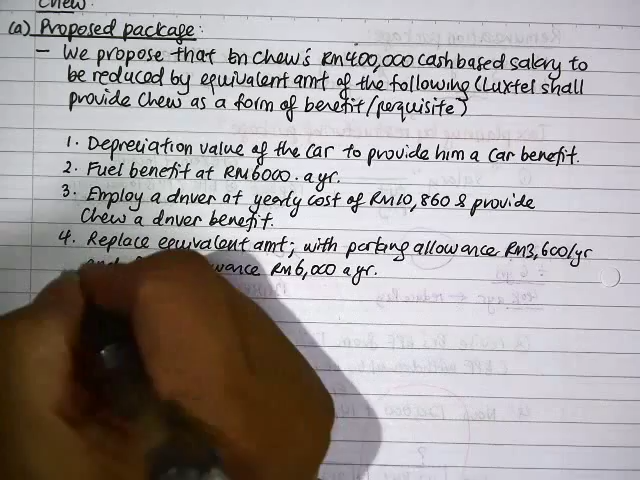 Chew.
(a) Proposed package:
- We propose that En Chew's RM400,000 cash based salary to
be reduced by equivalent amt of the following (Luxtel shall
provide Chew as a form of benefit/perquisite)
1. Depreciation value of the car to provide him a car benefit.
2. Fuel benefit at RM6000. a yr.
3. Employ a driver at yearly cost of RM10,860 & provide
Chew a driver benefit.
4. Replace equivalent amt; with parking allowance RM3,600/yr
and RM6,000 a yr.